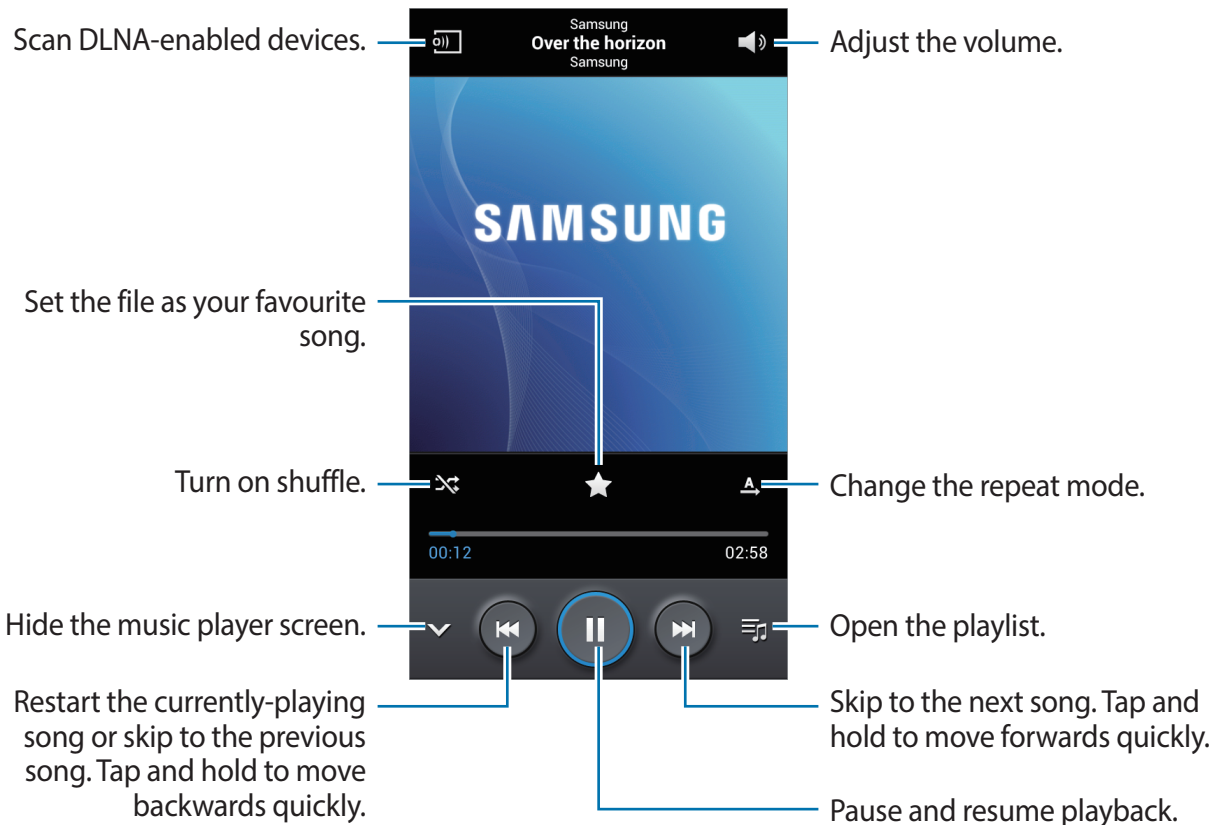 Scan DLNA-enabled devices.
Samsung
Over the horizon
Samsung
Adjust the volume.
SAMSUNG
Set the file as your favourite
song.
Turn on shuffle.
A
Change the repeat mode.
00:12
02:58
Hide the music player screen.
Open the playlist.
Restart the currently-playing
song or skip to the previous
song. Tap and hold to move
backwards quickly.
Skip to the next song. Tap and
hold to move forwards quickly.
Pause and resume playback.